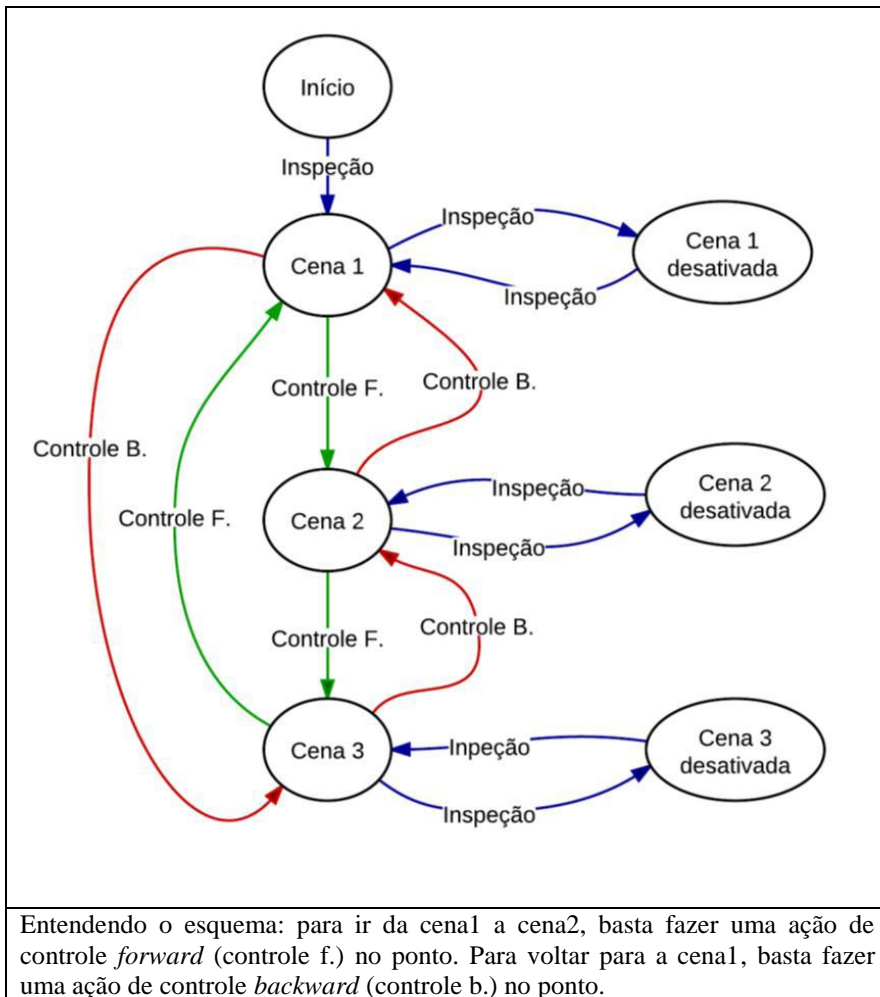 Início
Inspeção
Inspeção
Cena 1
Cena 1
desativada
Inspeção
Controle F.
Controle B.
Controle B.
Controle F.
Cena 2
Inspeção
Cena 2
desativada
Inspeção
Controle F.
Controle B.
Cena 3
Inpeção
Cena 3
desativada
Inspeção
Entendendo o esquema: para ir da cena1 a cena2, basta fazer uma ação de
controle forward (controle f.) no ponto. Para voltar para a cena1, basta fazer
uma ação de controle backward (controle b.) no ponto.